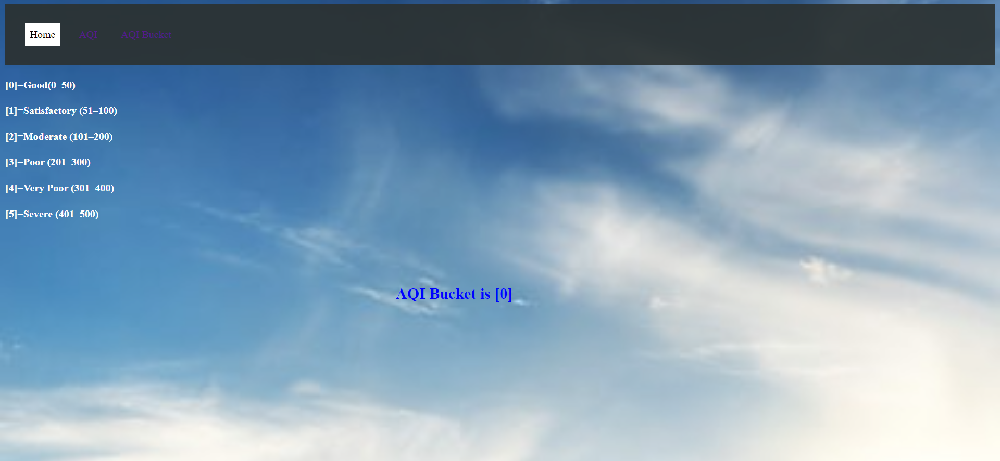 Home AQI AQI Bucket
[0]=Good(0–50)
[1]=Satisfactory (51–100)
[2]=Moderate (101–200)
[3]=Poor (201–300)
[4]=Very Poor (301–400)
[5]=Severe (401–500)
AQI Bucket is [0]